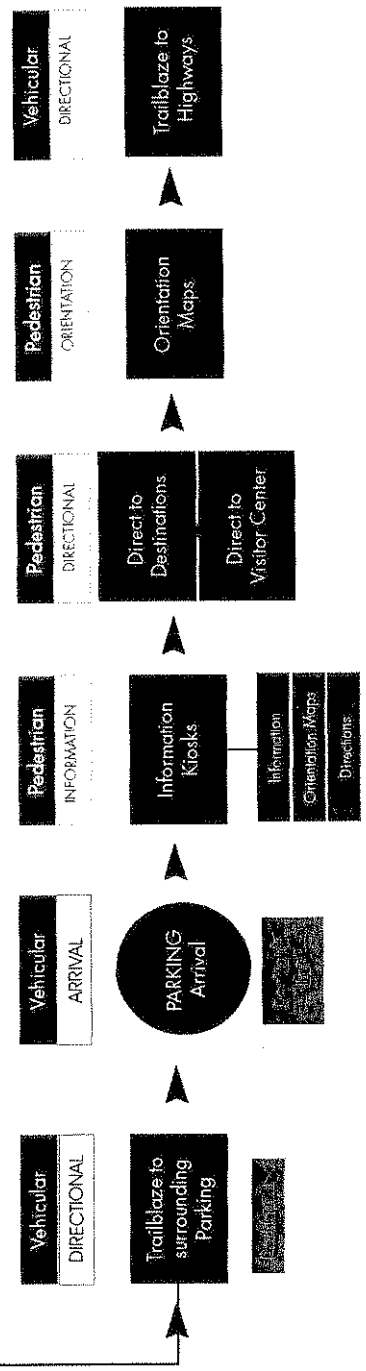 Vehicular
DIRECTIONAL
Trailblaze to
surrounding
Parking
Vehicular
ARRIVAL
PARKING
Arrival
Pedestrian
INFORMATION
Information
Kiosks
Information
Orientation Maps
Directions
Pedestrian
DIRECTIONAL
Direct to
Destinations
Direct to
Visitor Center
Pedestrian
ORIENTATION
Orientation
Maps
Vehicular
DIRECTIONAL
Trailblaze to
Highways